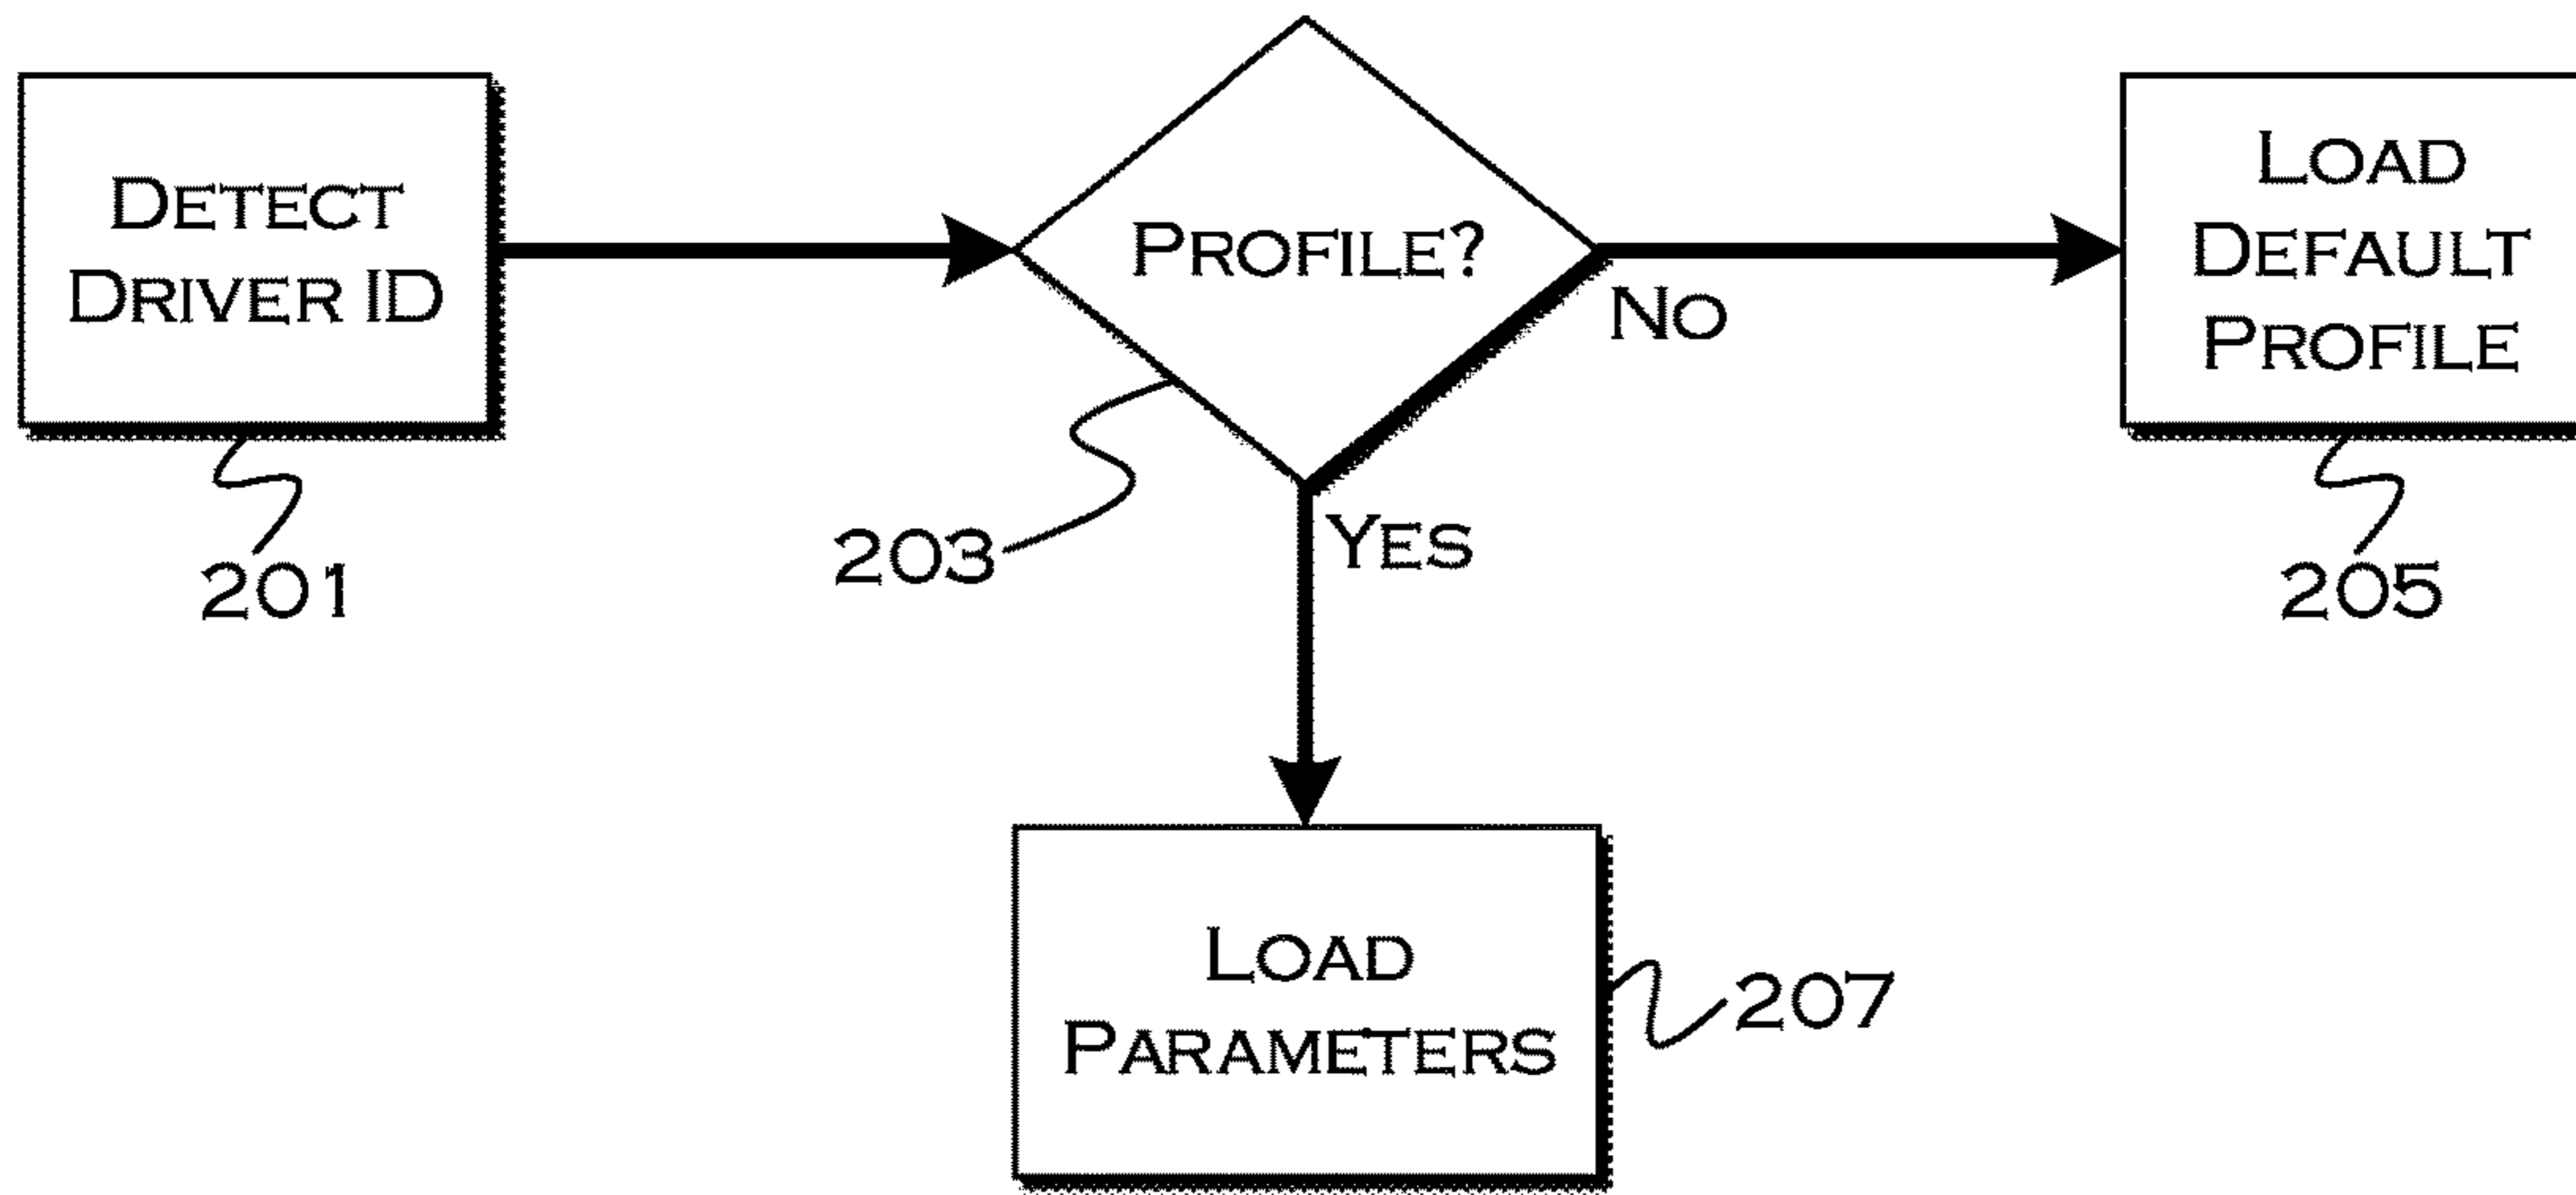 DETECT
DRIVER ID
201
PROFILE?
203
NO
YES
LOAD
DEFAULT
PROFILE
205
LOAD
PARAMETERS
207